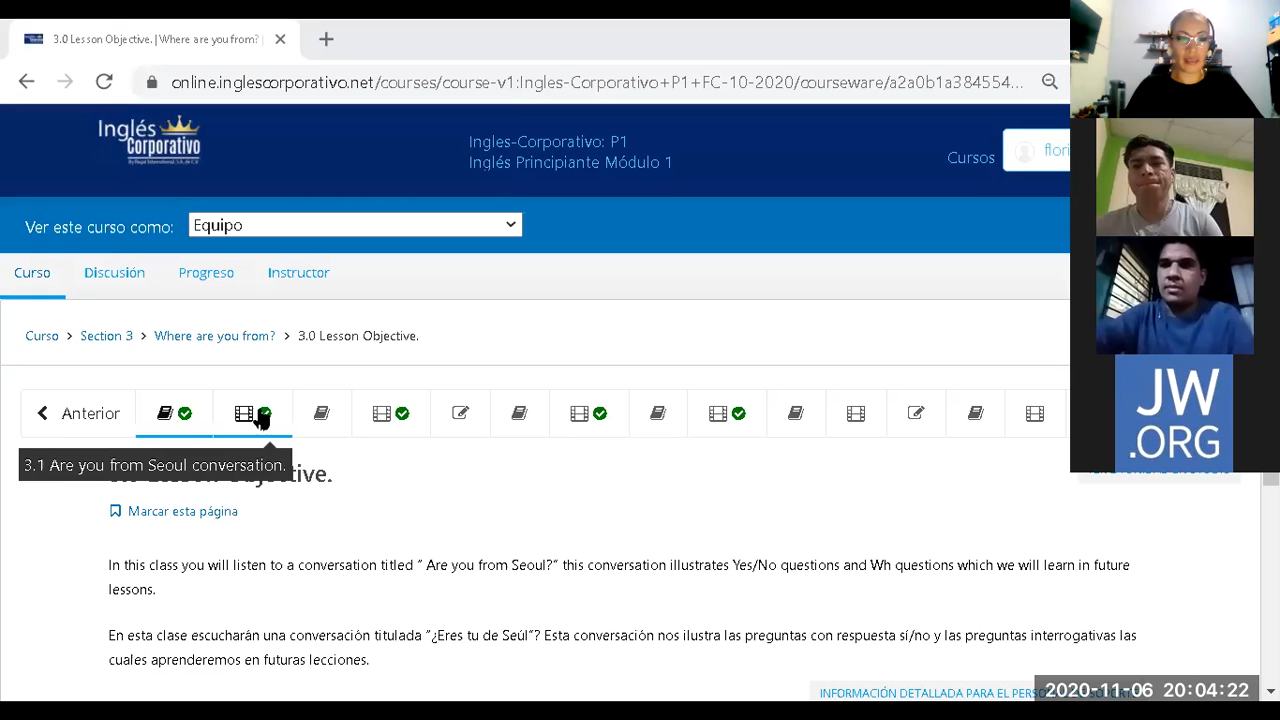 3.0 Lesson Objective. | Where are you from? |
online.inglescorporativo.net/courses/course-v1:Ingles-Corporativo+P1+FC-10-2020/courseware/a2a0b1a384554...
Inglés
Corporativo
Ingles-Corporativo: P1
Inglés Principiante Módulo 1
Cursos
flori
Ver este curso como:
Equipo
Curso
Discusión
Progreso
Instructor
Curso > Section 3 > Where are you from? > 3.0 Lesson Objective.
Anterior
3.1 Are you from Seoul conversation.
Marcar esta página
In this class you will listen to a conversation titled " Are you from Seoul?" this conversation illustrates Yes/No questions and Wh questions which we will learn in future
lessons.
En esta clase escucharán una conversación titulada "¿Eres tu de Seúl"? Esta conversación nos ilustra las preguntas con respuesta sí/no y las preguntas interrogativas las
cuales aprenderemos en futuras lecciones.
INFORMACIÓN DETALLADA PARA EL
JW
.ORG
2020-11-06 20:04:22